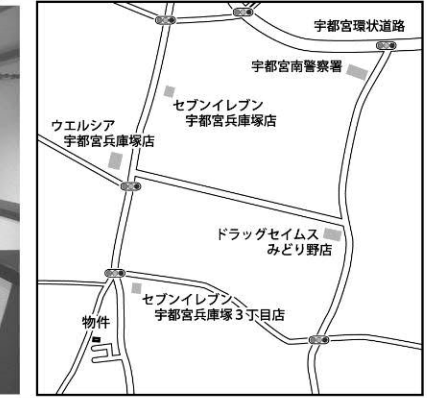 宇都宮環状道路
宇都宮南警察署
セブンイレブン
宇都宮兵庫塚店
ウエルシア
宇都宮兵庫塚店
ドラッグセイムス
みどり野店
セブンイレブン
宇都宮兵庫塚3丁目店
物件